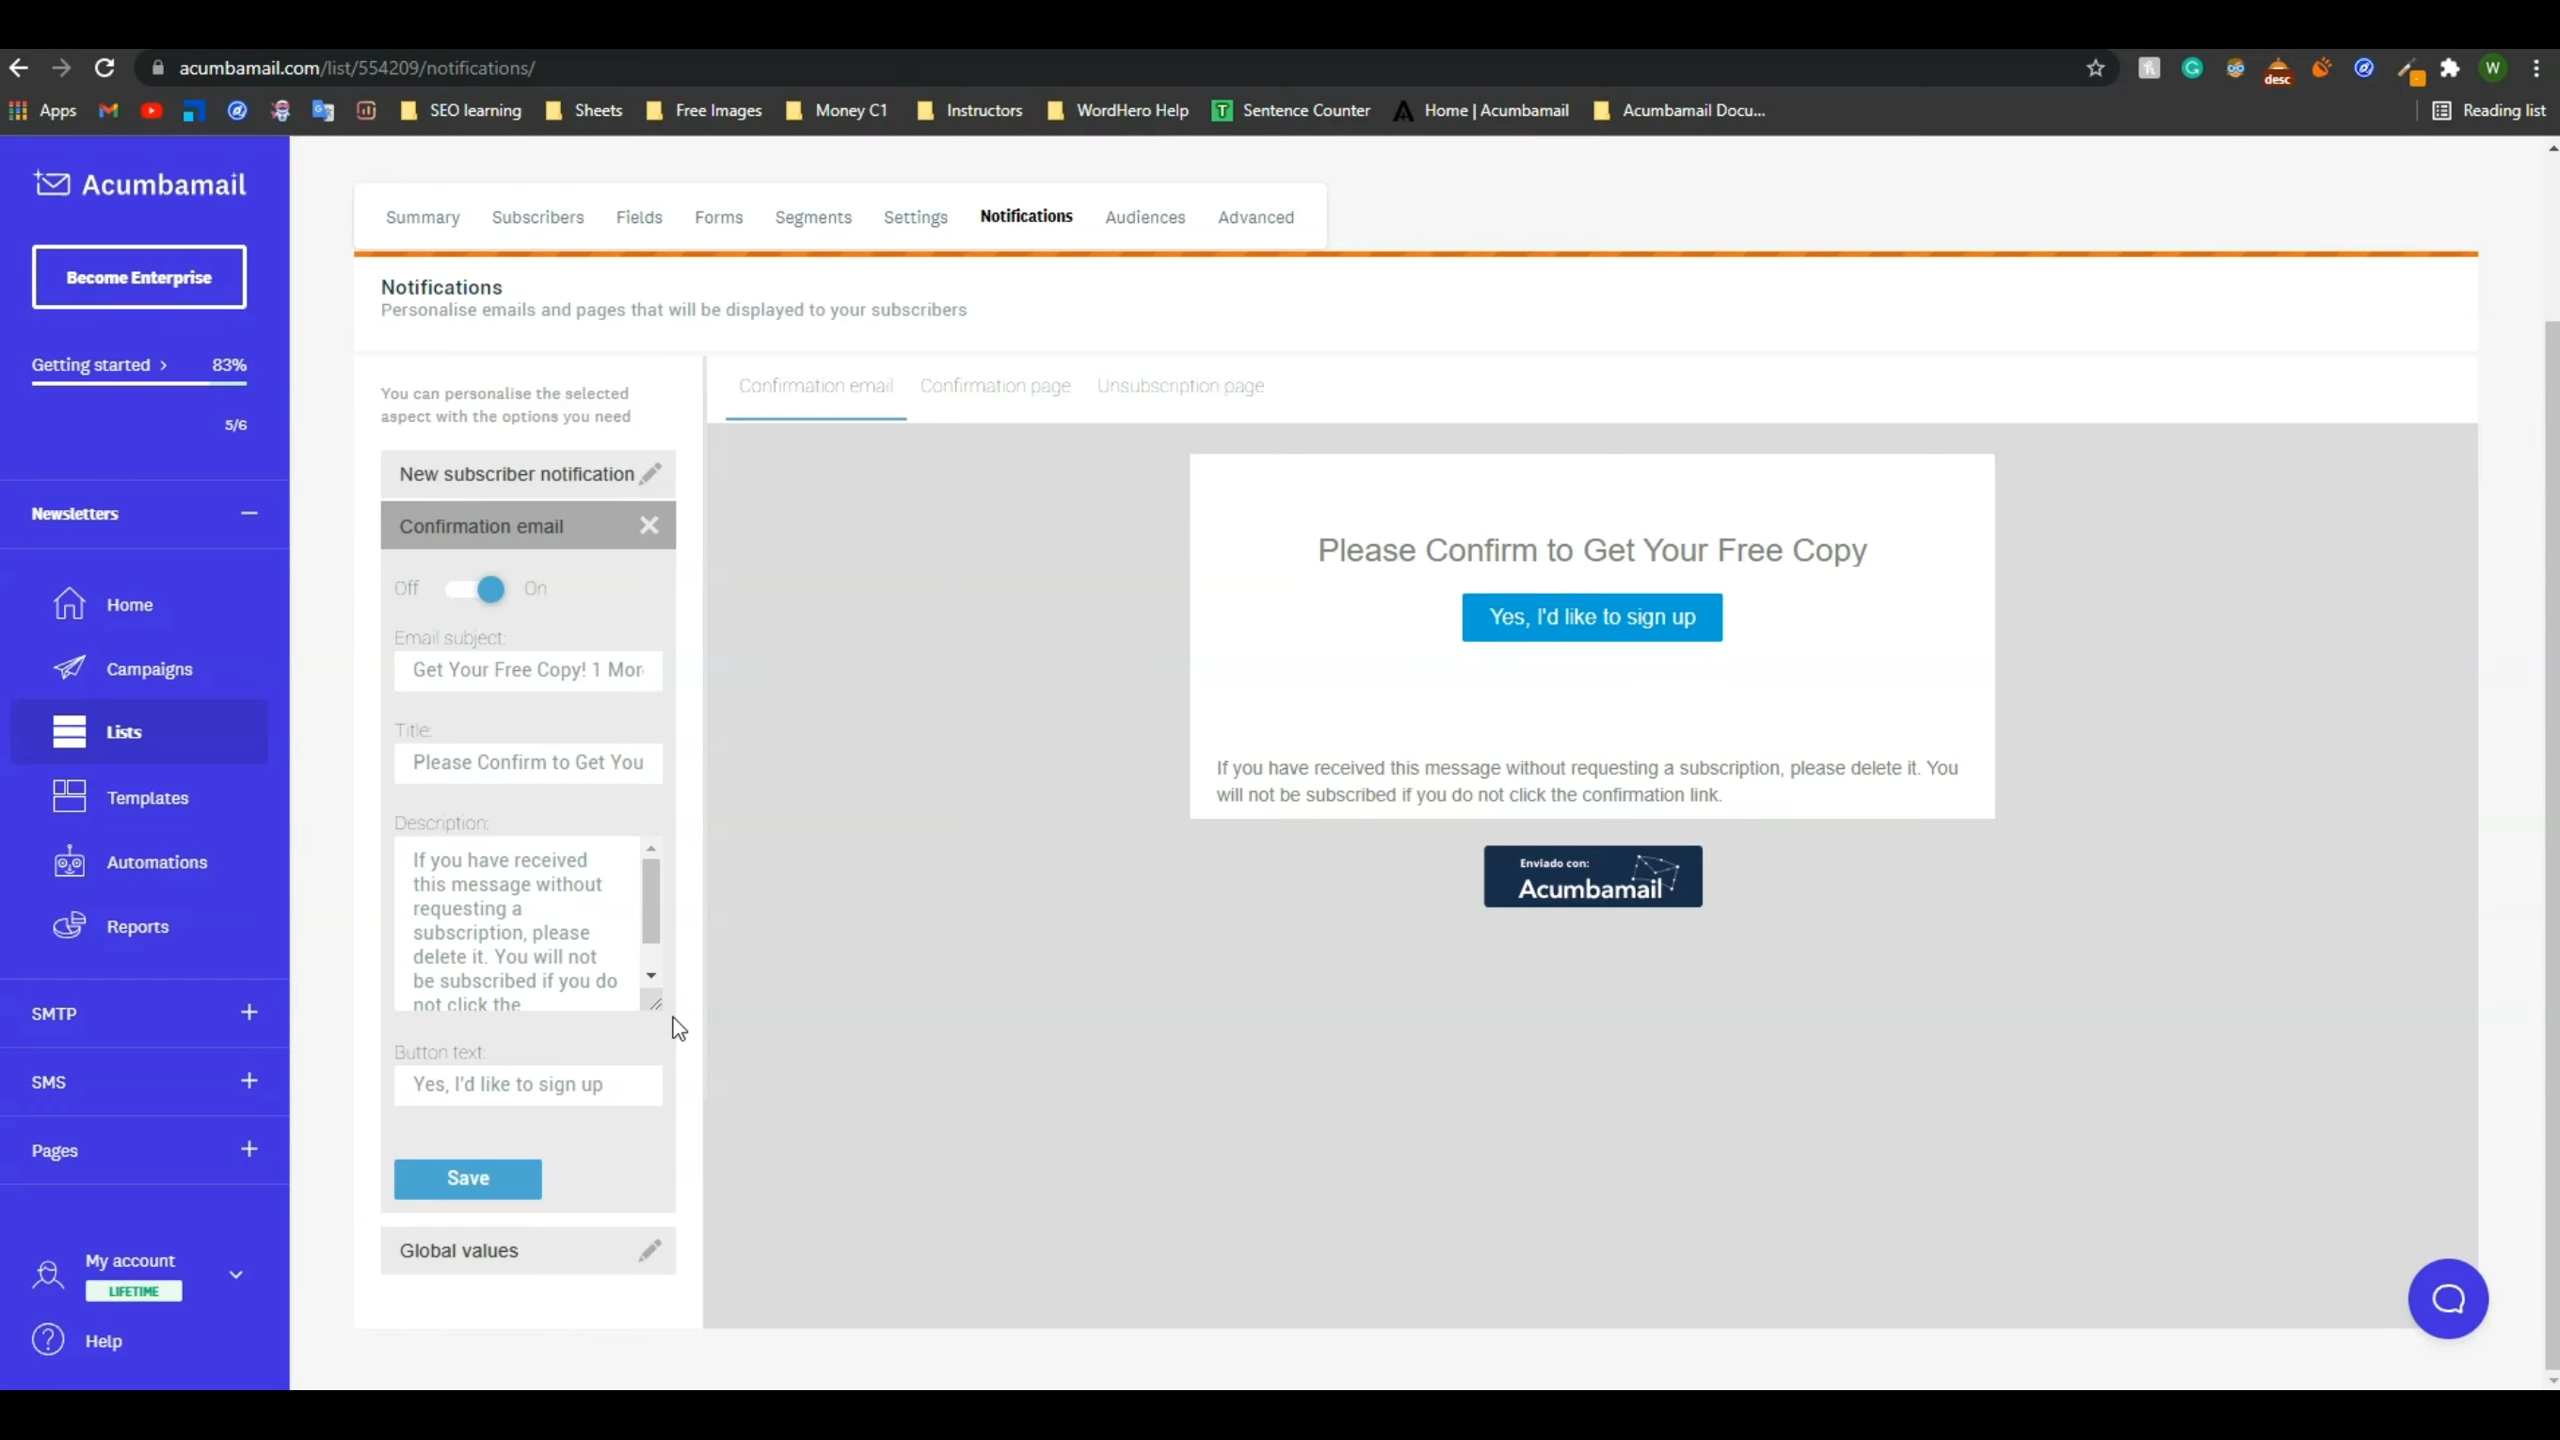 acumbamail.com/list/554209/notifications/
desc
W
Apps
SEO learning
Sheets
Free Images
Money C1
Instructors
WordHero Help
T
Sentence Counter
Home | Acumbamail
Acumbamail Docu...
Reading list
Acumbamail
Become Enterprise
Getting started >
83%
5/6
Newsletters
Home
Campaigns
Lists
Templates
Automations
Reports
SMTP
SMS
Pages
My account
LIFETIME
Help
Summary
Subscribers
Fields
Forms
Segments
Settings
Notifications
Audiences
Advanced
Notifications
Personalise emails and pages that will be displayed to your subscribers
You can personalise the selected
aspect with the options you need
New subscriber notification
Confirmation email
Off
On
Email subject:
Get Your Free Copy! 1 Mor
Title:
Please Confirm to Get You
Description:
If you have received
this message without
requesting a
subscription, please
delete it. You will not
be subscribed if you do
not click the
Button text:
Yes, I'd like to sign up
Save
Global values
Confirmation email
Confirmation page
Unsubscription page
Please Confirm to Get Your Free Copy
Yes, I'd like to sign up
If you have received this message without requesting a subscription, please delete it. You
will not be subscribed if you do not click the confirmation link.
Enviado con:
Acumbamail